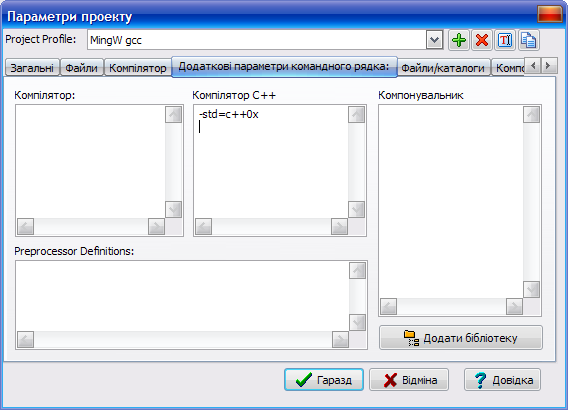 Параметри проекту
Project Profile: MingW gcc
Загальні Файли Компілятор Додаткові параметри командного рядка: Файли/каталоги Компо
Компілятор: Компілятор C++ Компонувальник
-std=c++0x
Preprocessor Definitions:
Додати бібліотеку
Гаразд Відміна Довідка